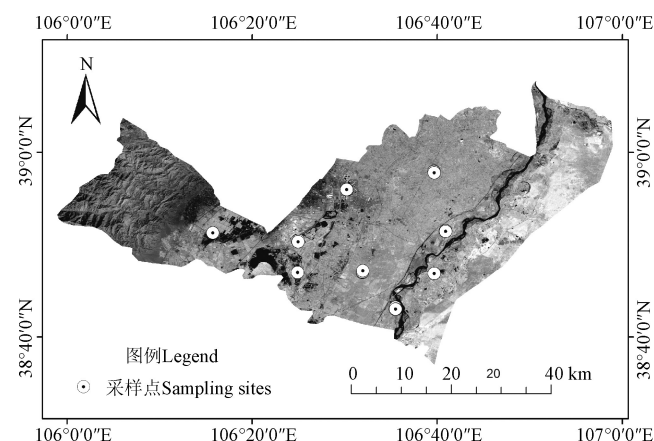 106°0′0″E 106°20′0″E 106°40′0″E 107°0′0″E
N
39°0′0″N 39°0′0″N
38°40′0″N 38°40′0″N
图例Legend
采样点Sampling sites
0 10 20 20 40 km
106°0′0″E 106°20′0″E 106°40′0″E 107°0′0″E